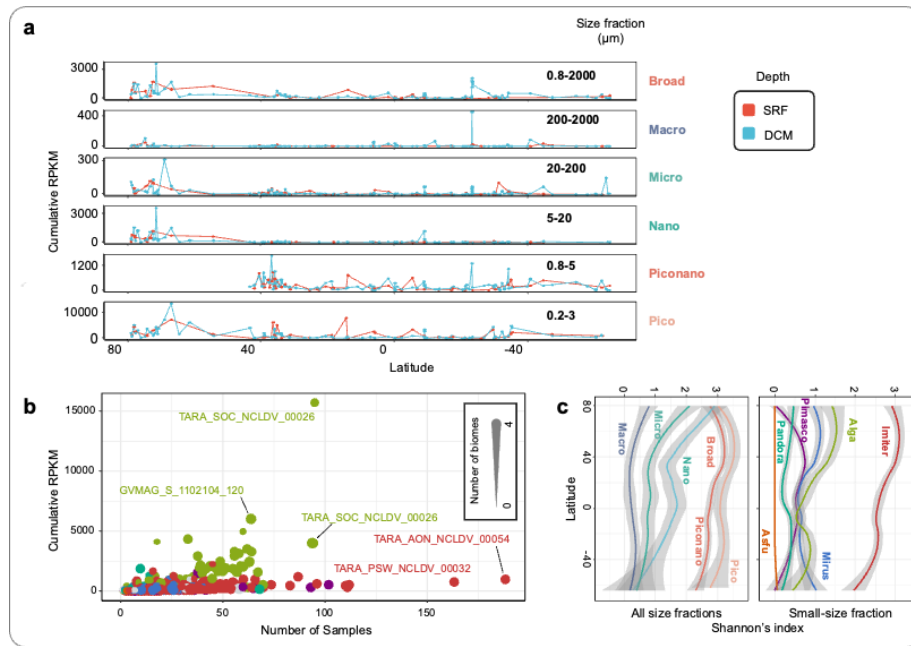 a
Size fraction
(µm)
Cumulative RPKM
3000
0
0.8-2000
Broad
400
0
200-2000
Macro
300
0
20-200
Micro
3000
0
5-20
Nano
1200
0
0.8-5
Piconano
10000
0
0.2-3
Pico
80 40 0 -40
Latitude
Depth
SRF
DCM
b
Cumulative RPKM
15000
10000
5000
0
TARA_SOC_NCLDV_00026
GVMAG_S_1102104_120
TARA_SOC_NCLDV_00026
TARA_AON_NCLDV_00054
TARA_PSW_NCLDV_00032
Number of biomes
4
0
0 50 100 150
Number of Samples
c
0 1 2 3
0 1 2 3
Latitude
80
40
0
-40
Macro
Micro
Nano
Broad
Piconano
Pico
Pandora
Pimasco
Alga
Imiter
Asfu
Mirus
All size fractions
Small-size fraction
Shannon's index